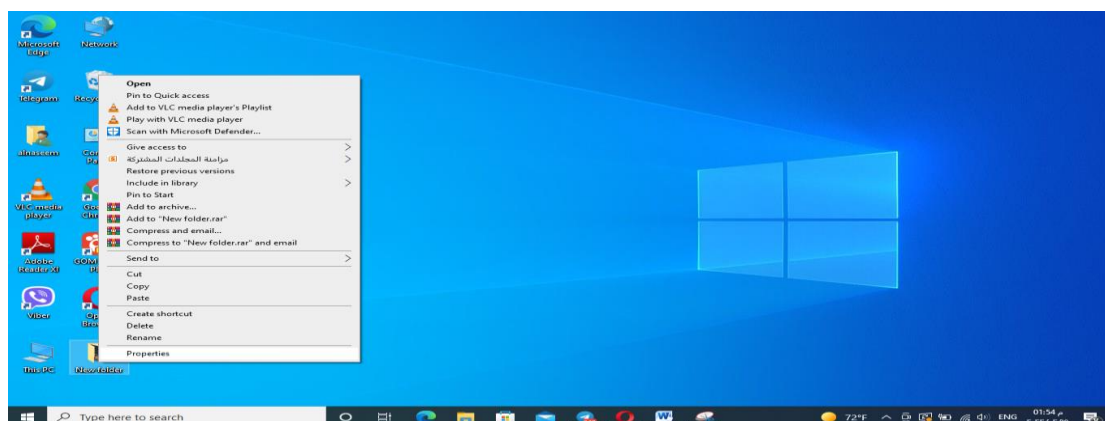 Microsoft
Edge
Network
Telegram
alnaseem
VLC media
player
Adobe
Reader XI
Viber
This PC
New folder
Open
Pin to Quick access
Add to VLC media player's Playlist
Play with VLC media player
Scan with Microsoft Defender...
Give access to
مزامنة المجلدات المشتركة
Restore previous versions
Include in library
Pin to Start
Add to archive...
Add to "New folder.rar"
Compress and email...
Compress to "New folder.rar" and email
Send to
Cut
Copy
Paste
Create shortcut
Delete
Rename
Properties
Type here to search
72°F
ENG
01:54 م